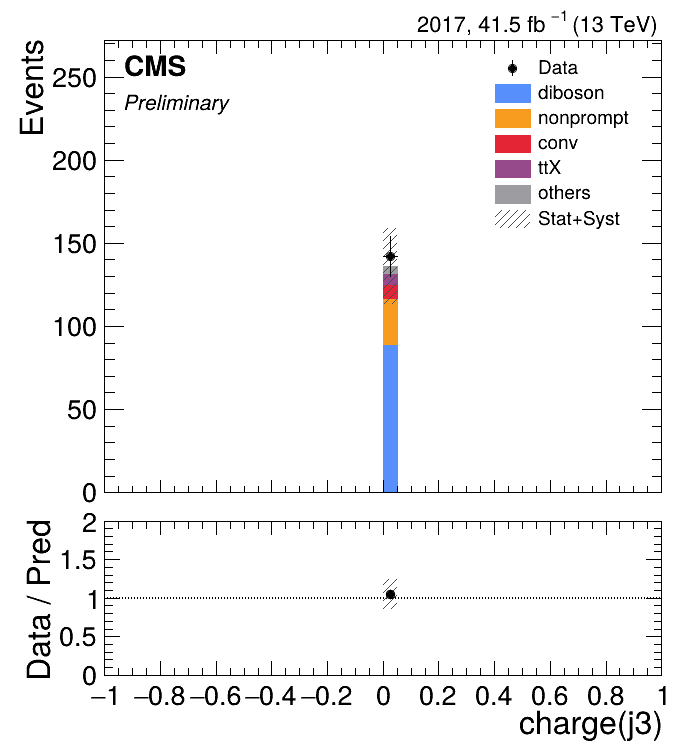 2017, 41.5 fb⁻¹ (13 TeV)
CMS
Preliminary
Events
250
200
150
100
50
0
Data
diboson
nonprompt
conv
ttX
others
Stat+Syst
Data / Pred
2
1.5
1
0.5
0
−1 −0.8 −0.6 −0.4 −0.2 0 0.2 0.4 0.6 0.8 1
charge(j3)